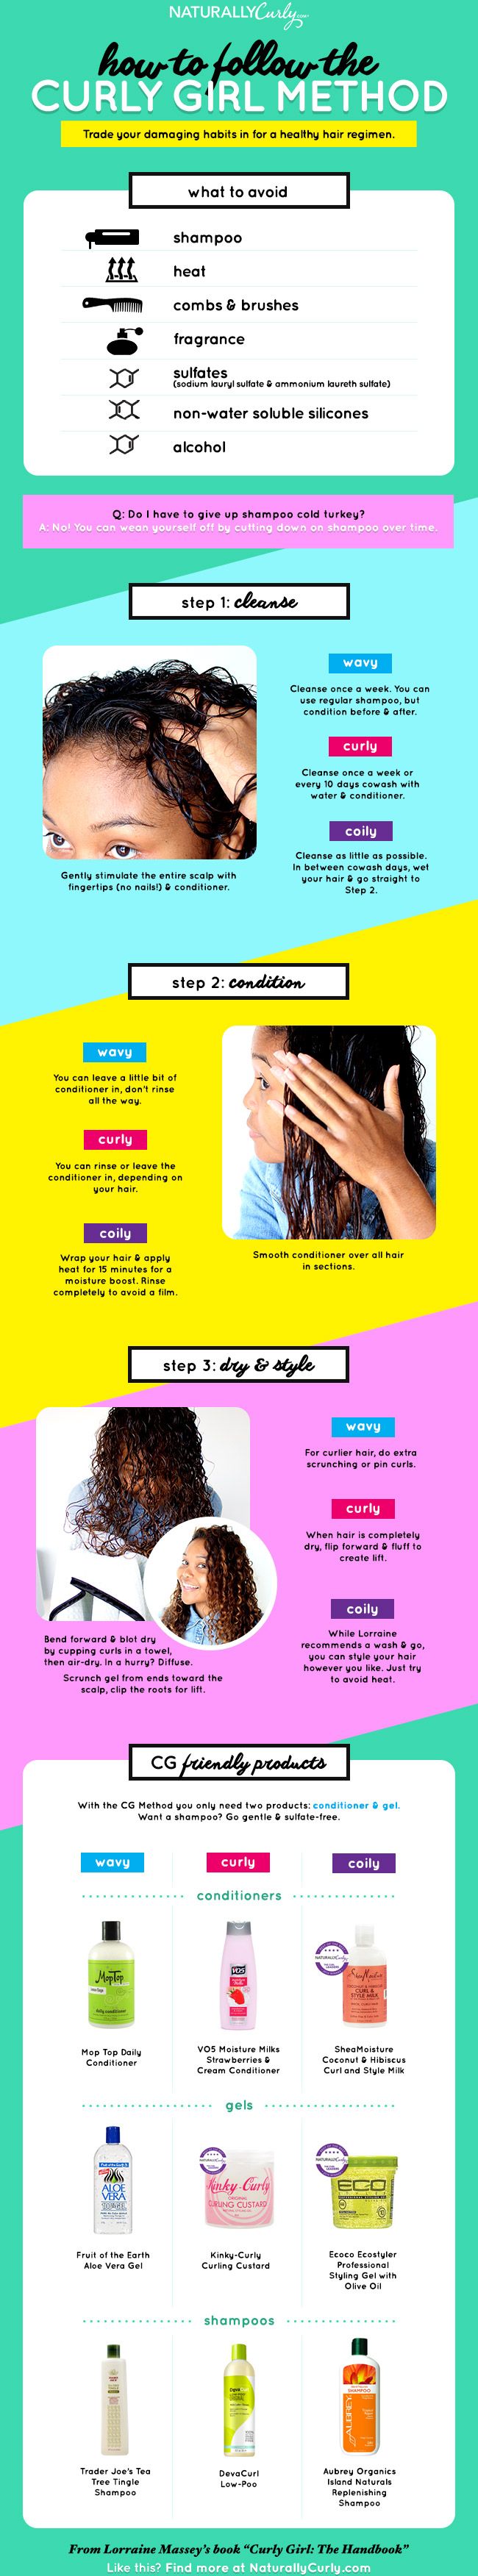 NATURALLYCurly.com
how to follow the
CURLY GIRL METHOD
Trade your damaging habits in for a healthy hair regimen.
what to avoid
shampoo
heat
combs & brushes
fragrance
sulfates
(sodium lauryl sulfate & ammonium laureth sulfate)
non-water soluble silicones
alcohol
Q: Do I have to give up shampoo cold turkey?
A: No! You can wean yourself off by cutting down on shampoo over time.
step 1: cleanse
wavy
Cleanse once a week. You can
use regular shampoo, but
condition before & after.
curly
Cleanse once a week or
every 10 days cowash with
water & conditioner.
coily
Cleanse as little as possible.
In between cowash days, wet
your hair & go straight to
Step 2.
Gently stimulate the entire scalp with
fingertips (no nails!) & conditioner.
step 2: condition
wavy
You can leave a little bit of
conditioner in, don't rinse
all the way.
curly
You can rinse or leave the
conditioner in, depending on
your hair.
coily
Wrap your hair & apply
heat for 15 minutes for a
moisture boost. Rinse
completely to avoid a film.
Smooth conditioner over all hair
in sections.
step 3: dry & style
wavy
For curlier hair, do extra
scrunching or pin curls.
curly
When hair is completely
dry, flip forward & fluff to
create lift.
coily
While Lorraine
recommends a wash & go,
you can style your hair
however you like. Just try
to avoid heat.
Bend forward & blot dry
by cupping curls in a towel,
then air-dry. In a hurry? Diffuse.
Scrunch gel from ends toward the
scalp, clip the roots for lift.
CG friendly products
With the CG Method you only need two products: conditioner & gel.
Want a shampoo? Go gentle & sulfate-free.
wavy
curly
coily
conditioners
MopTop
VO5
NATURALLYCurly
SheaMoisture
CURL &
STYLE MILK
Mop Top Daily
Conditioner
VO5 Moisture Milks
Strawberries &
Cream Conditioner
SheaMoisture
Coconut & Hibiscus
Curl and Style Milk
gels
ALOE
VERA
Kinky-Curly
CURLING CUSTARD
ECO
Fruit of the Earth
Aloe Vera Gel
Kinky-Curly
Curling Custard
Ecoco Ecostyler
Professional
Styling Gel with
Olive Oil
shampoos
Deva
SHAMPOO
AUBREY
Trader Joe's Tea
Tree Tingle
Shampoo
DevaCurl
Low-Poo
Aubrey Organics
Island Naturals
Replenishing
Shampoo
From Lorraine Massey's book "Curly Girl: The Handbook"
Like this? Find more at NaturallyCurly.com